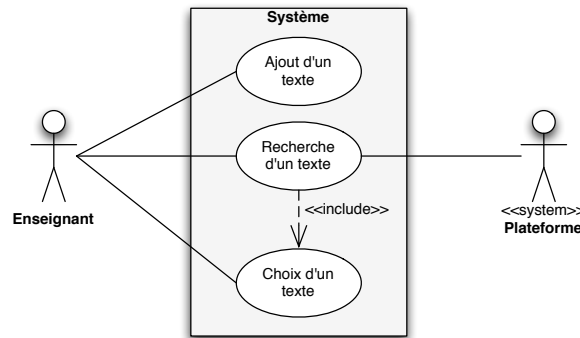 Système
Ajout d'un
texte
Recherche
d'un texte
Enseignant
<<include>>
<<system>>
Plateforme
Choix d'un
texte